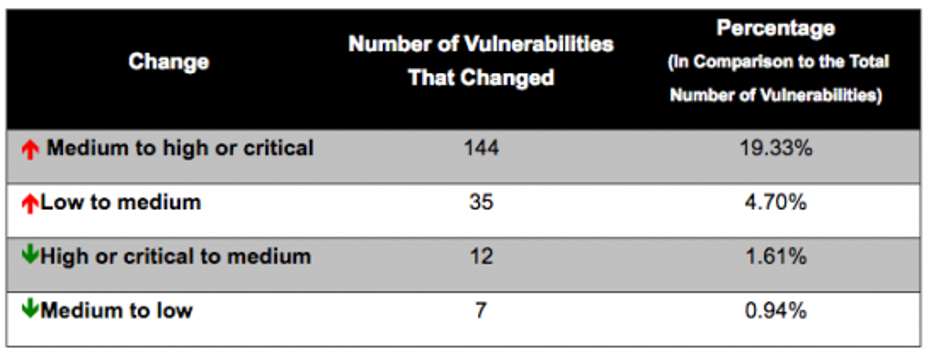 Change
Number of Vulnerabilities
That Changed
Percentage
(In Comparison to the Total
Number of Vulnerabilities)
Medium to high or critical 144 19.33%
Low to medium 35 4.70%
High or critical to medium 12 1.61%
Medium to low 7 0.94%